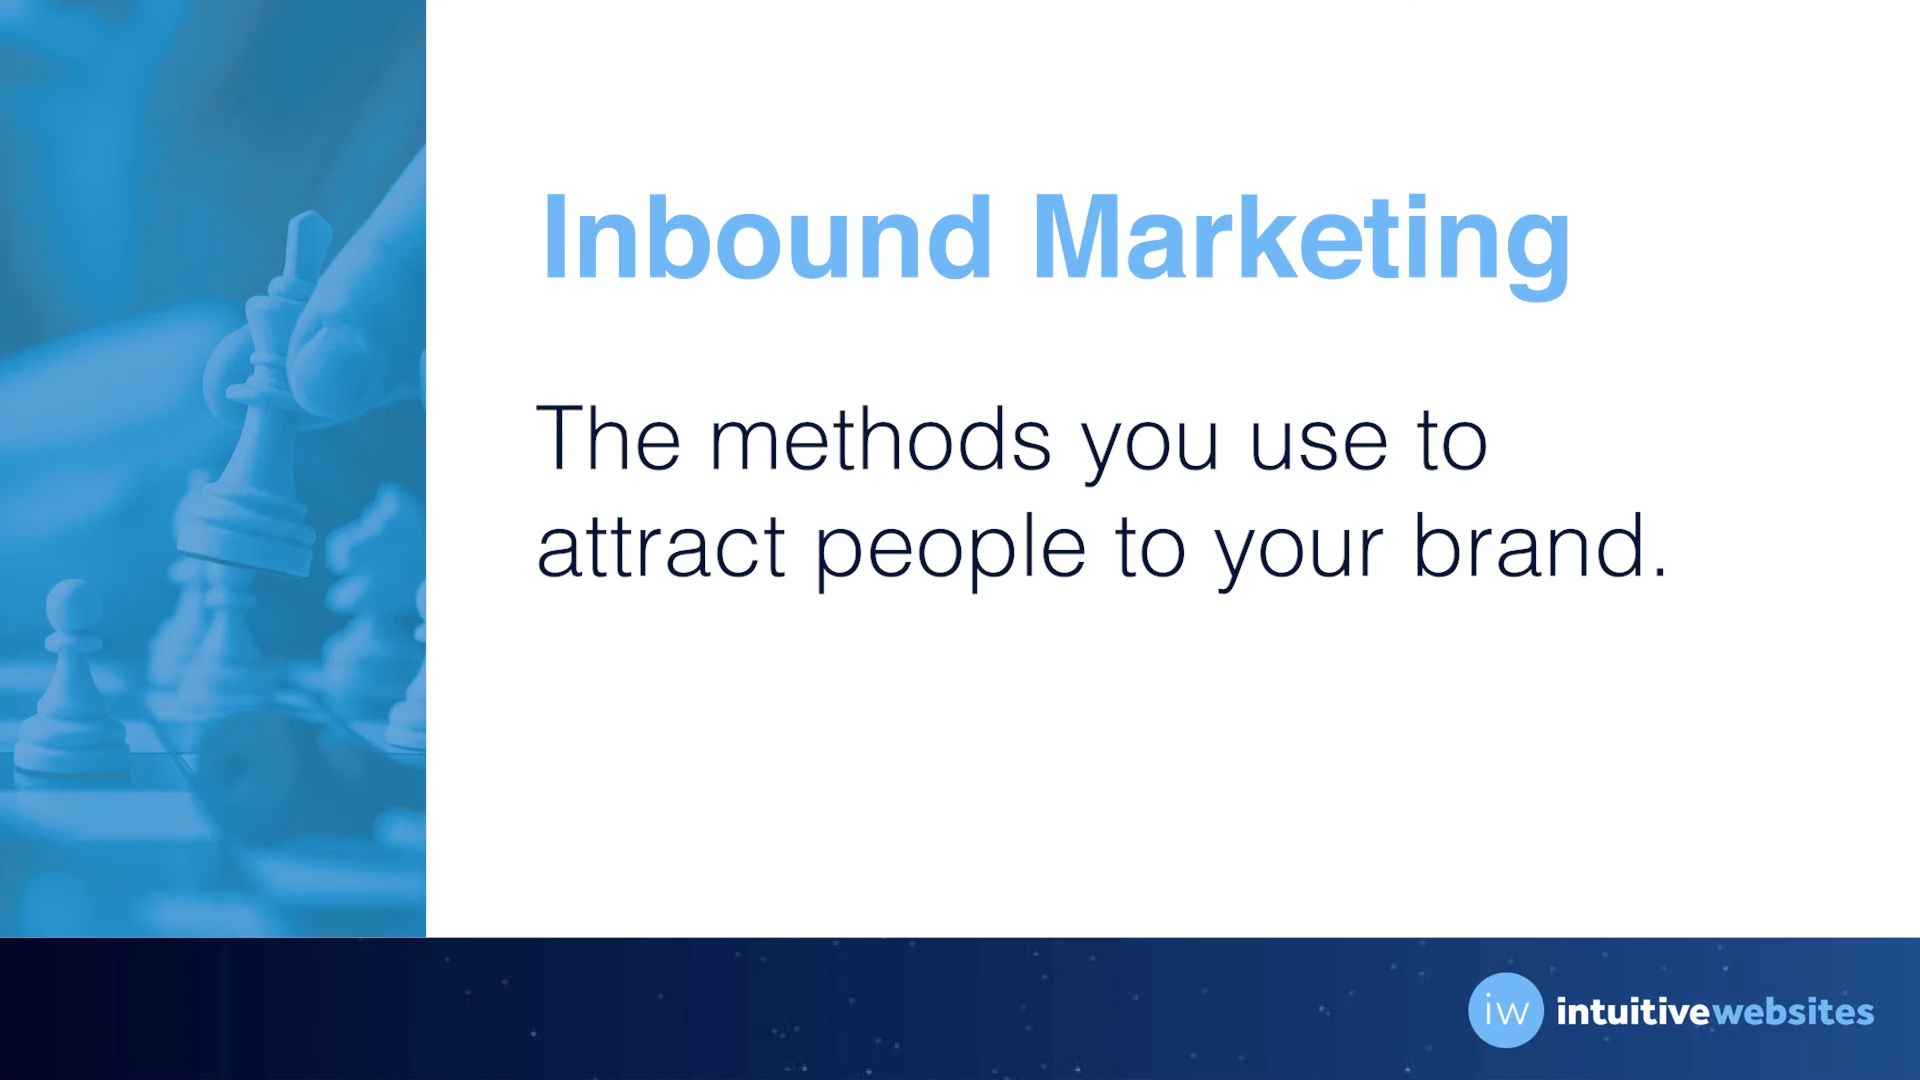 Inbound Marketing
The methods you use to
attract people to your brand.
iw intuitivewebsites